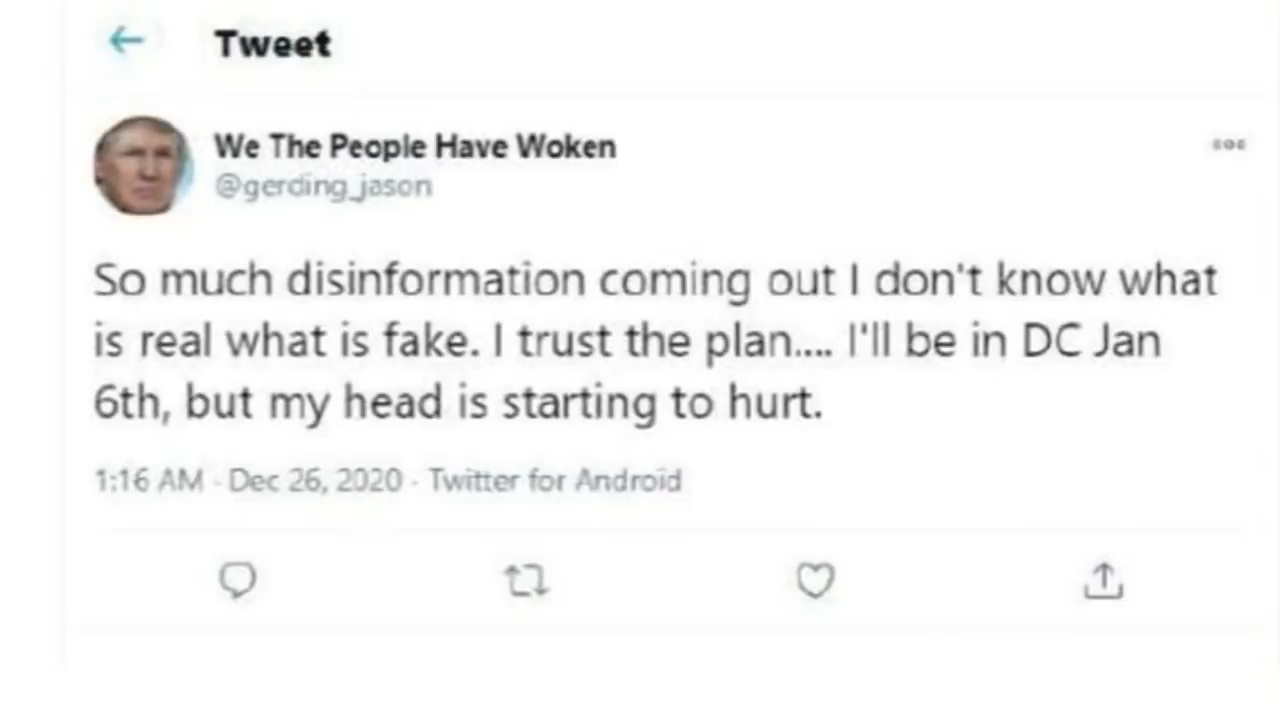 Tweet
We The People Have Woken
@gerding_jason
So much disinformation coming out I don't know what
is real what is fake. I trust the plan.... I'll be in DC Jan
6th, but my head is starting to hurt.
1:16 AM · Dec 26, 2020 · Twitter for Android